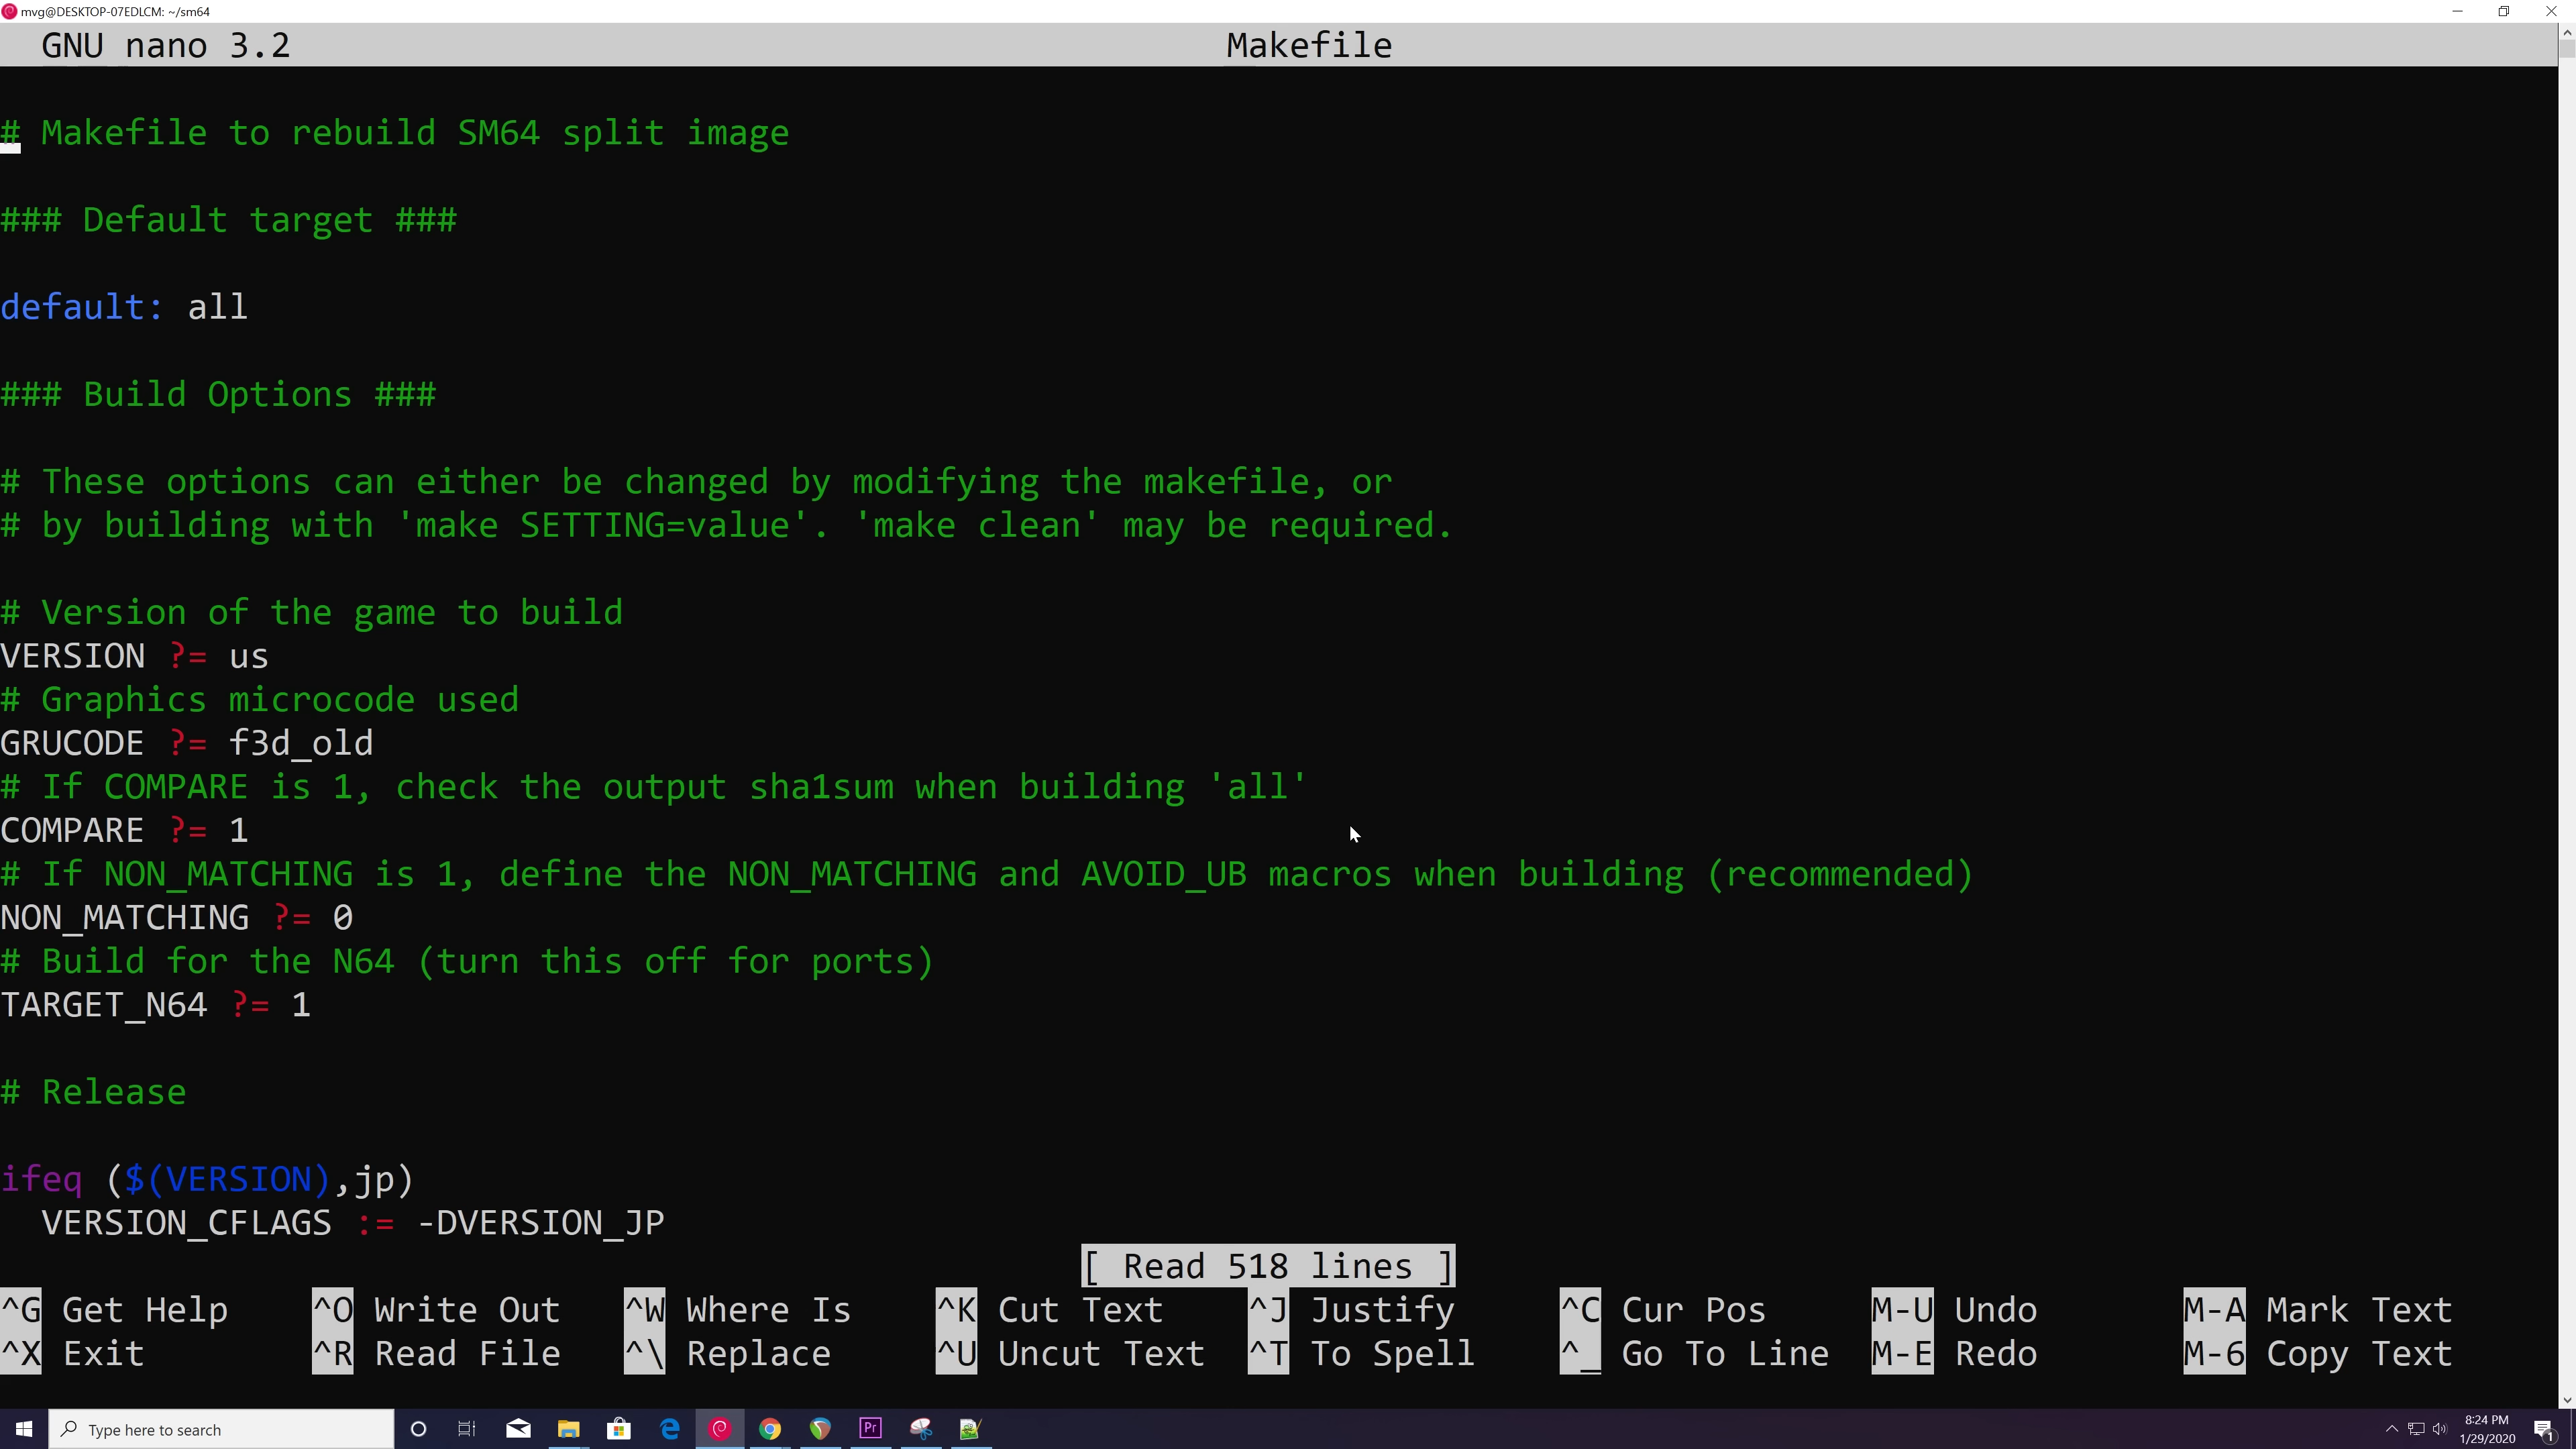 mvg@DESKTOP-07EDLCM: ~/sm64
GNU nano 3.2 Makefile
# Makefile to rebuild SM64 split image
### Default target ###
default: all
### Build Options ###
# These options can either be changed by modifying the makefile, or
# by building with 'make SETTING=value'. 'make clean' may be required.
# Version of the game to build
VERSION ?= us
# Graphics microcode used
GRUCODE ?= f3d_old
# If COMPARE is 1, check the output sha1sum when building 'all'
COMPARE ?= 1
# If NON_MATCHING is 1, define the NON_MATCHING and AVOID_UB macros when building (recommended)
NON_MATCHING ?= 0
# Build for the N64 (turn this off for ports)
TARGET_N64 ?= 1
# Release
ifeq ($(VERSION),jp)
  VERSION_CFLAGS := -DVERSION_JP
[ Read 518 lines ]
^G Get Help ^O Write Out ^W Where Is ^K Cut Text ^J Justify ^C Cur Pos M-U Undo M-A Mark Text
^X Exit ^R Read File ^\ Replace ^U Uncut Text ^T To Spell ^_ Go To Line M-E Redo M-6 Copy Text
Type here to search Pr 8:24 PM
1/29/2020 1